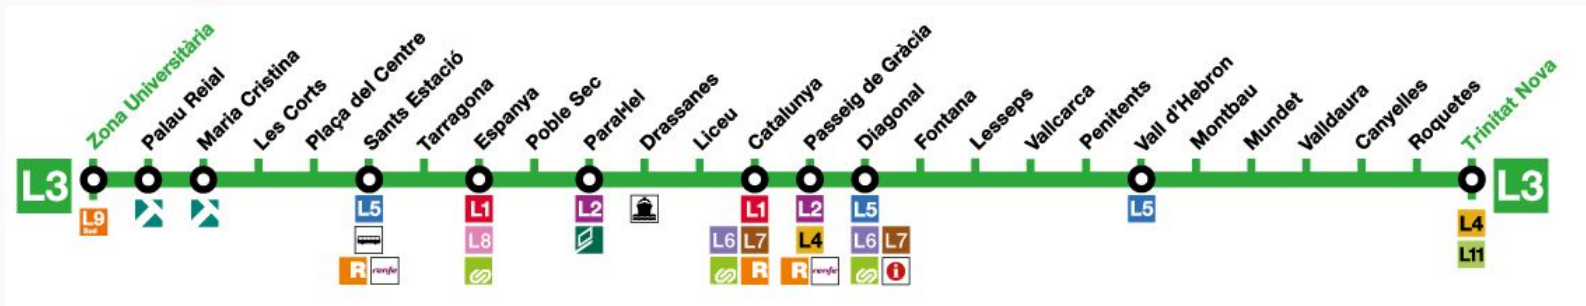 L3
Zona Universitària
Palau Reial
Maria Cristina
Les Corts
Plaça del Centre
Sants Estació
Tarragona
Espanya
Poble Sec
Paral·lel
Drassanes
Liceu
Catalunya
Passeig de Gràcia
Diagonal
Fontana
Lesseps
Vallcarca
Penitents
Vall d'Hebron
Montbau
Mundet
Valldaura
Canyelles
Roquetes
Trinitat Nova
L3
L9
Sud
L5
R renfe
L1
L8
L2
L1
L6 L7
R
L2
L4
R renfe
L5
L6 L7
i
L5
L4
L11